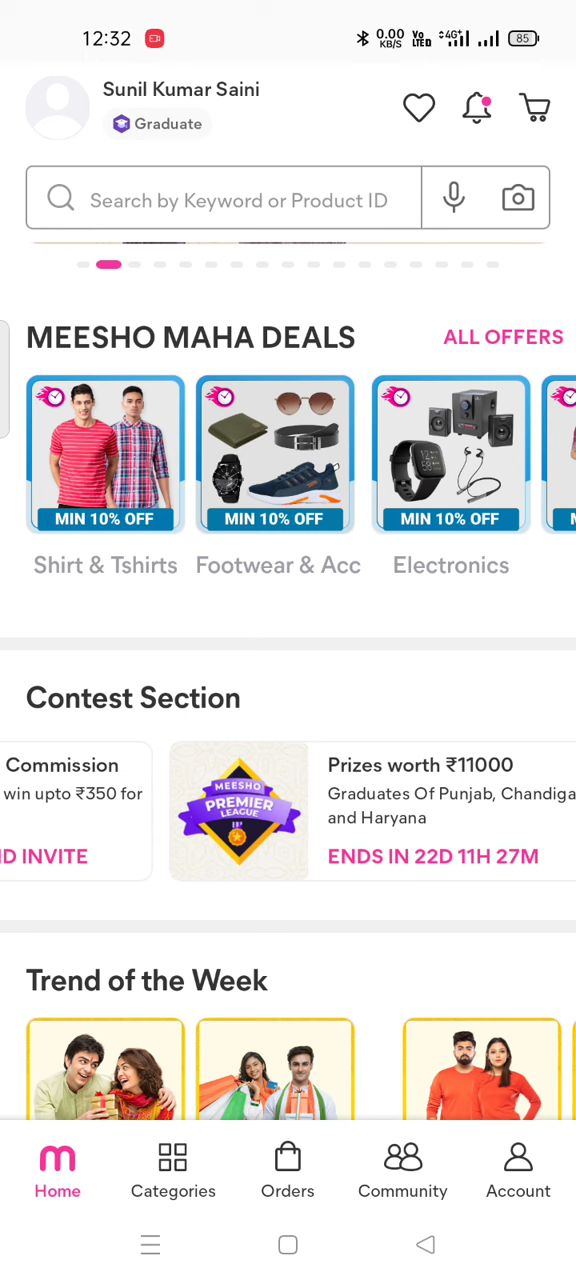 12:32
0.00 KB/S
Vo LTED
4G+
85
Sunil Kumar Saini
Graduate
Search by Keyword or Product ID
MEESHO MAHA DEALS
ALL OFFERS
MIN 10% OFF
MIN 10% OFF
MIN 10% OFF
Shirt & Tshirts
Footwear & Acc
Electronics
Contest Section
Commission
win upto ₹350 for
D INVITE
MEESHO
PREMIER
LEAGUE
Prizes worth ₹11000
Graduates Of Punjab, Chandiga
and Haryana
ENDS IN 22D 11H 27M
Trend of the Week
m
Home
Categories
Orders
Community
Account